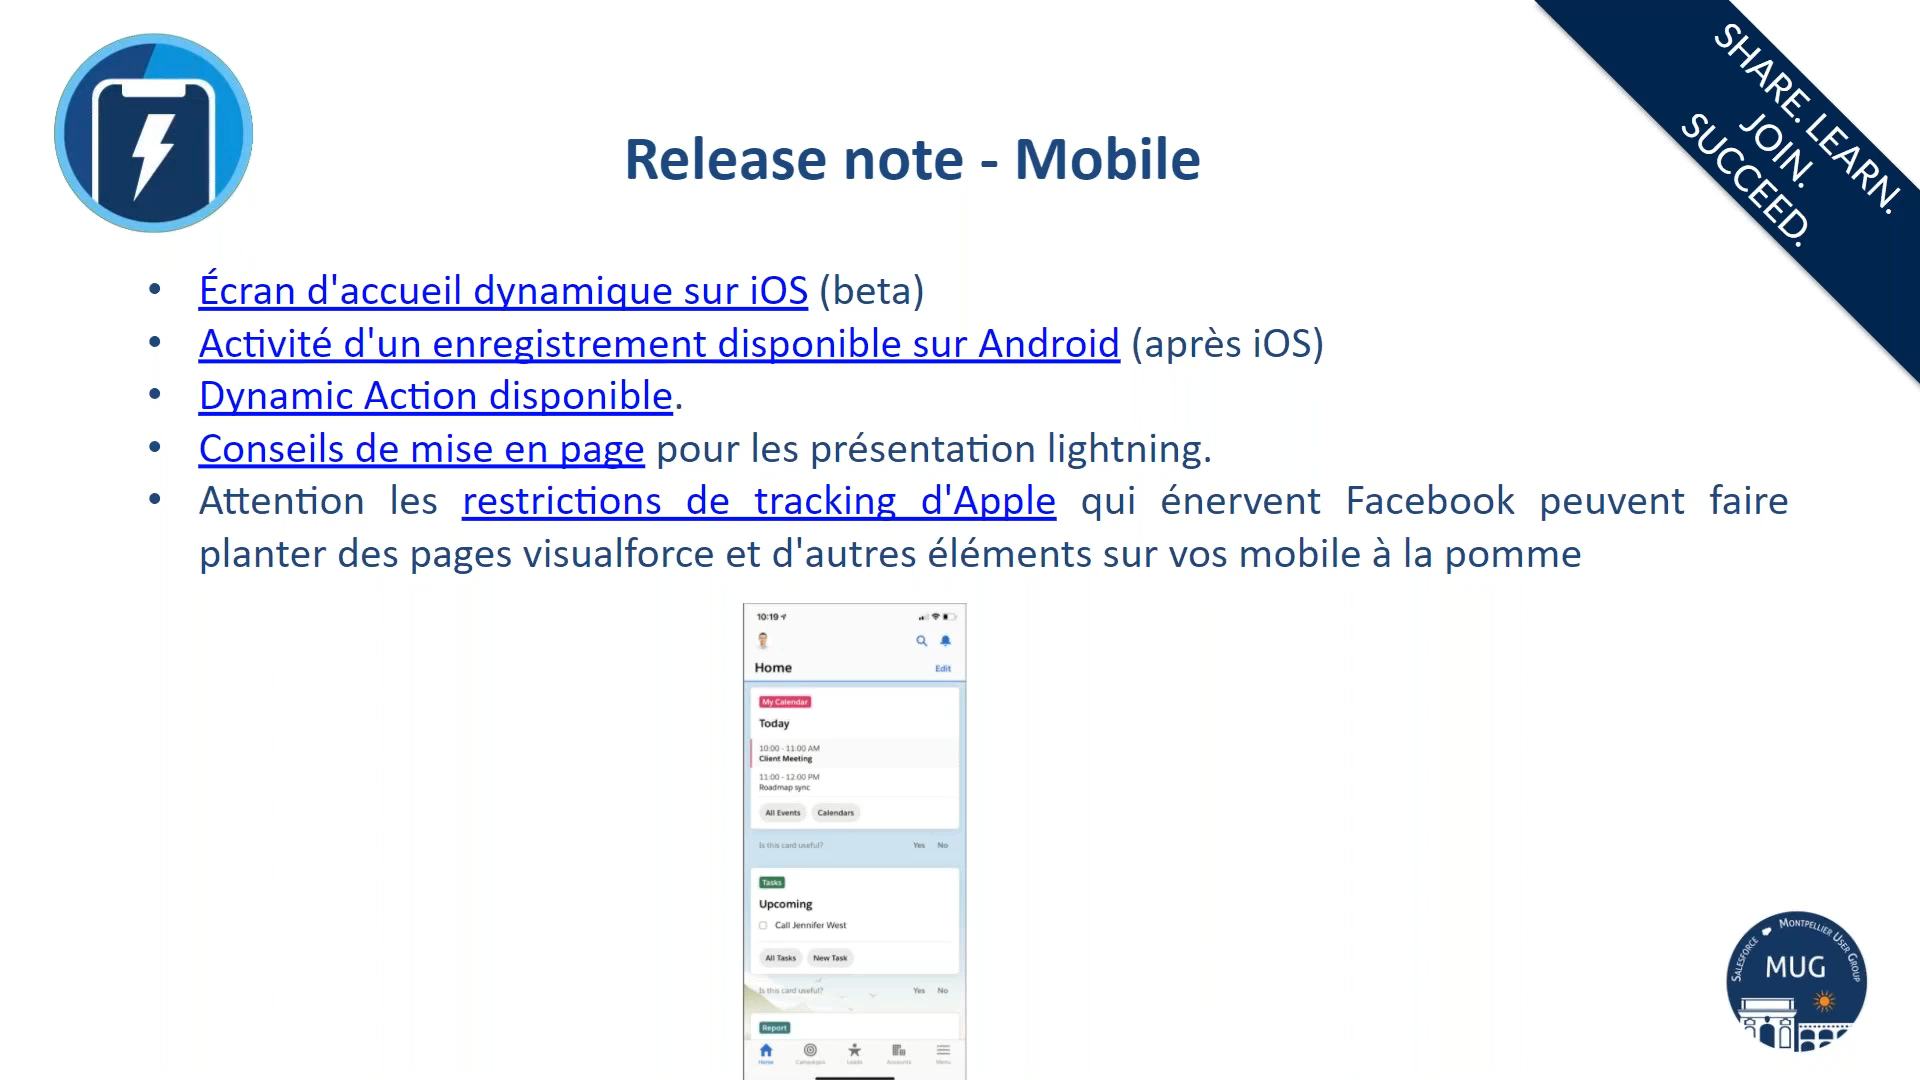 SHARE. LEARN.
JOIN.
SUCCEED.
Release note - Mobile
• Écran d'accueil dynamique sur iOS (beta)
• Activité d'un enregistrement disponible sur Android (après iOS)
• Dynamic Action disponible.
• Conseils de mise en page pour les présentation lightning.
• Attention les restrictions de tracking d'Apple qui énervent Facebook peuvent faire
planter des pages visualforce et d'autres éléments sur vos mobile à la pomme
10:19
Home
Edit
My Calendar
Today
10:00 - 11:00 AM
Client Meeting
11:00 - 12:00 PM
Roadmap sync
All Events Calendars
Is this card useful? Yes No
Tasks
Upcoming
Call Jennifer West
All Tasks New Task
Is this card useful? Yes No
Report
Home Campaigns Leads Accounts Menu
SALESFORCE MONTPELLIER USER GROUP
MUG